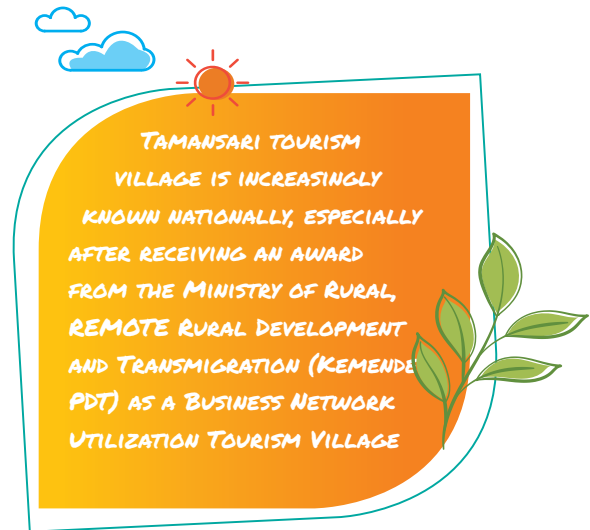 Tamansari tourism
village is increasingly
known nationally, especially
after receiving an award
from the Ministry of Rural,
REMOTE Rural Development
and Transmigration (Kemende
PDT) as a Business Network
Utilization Tourism Village